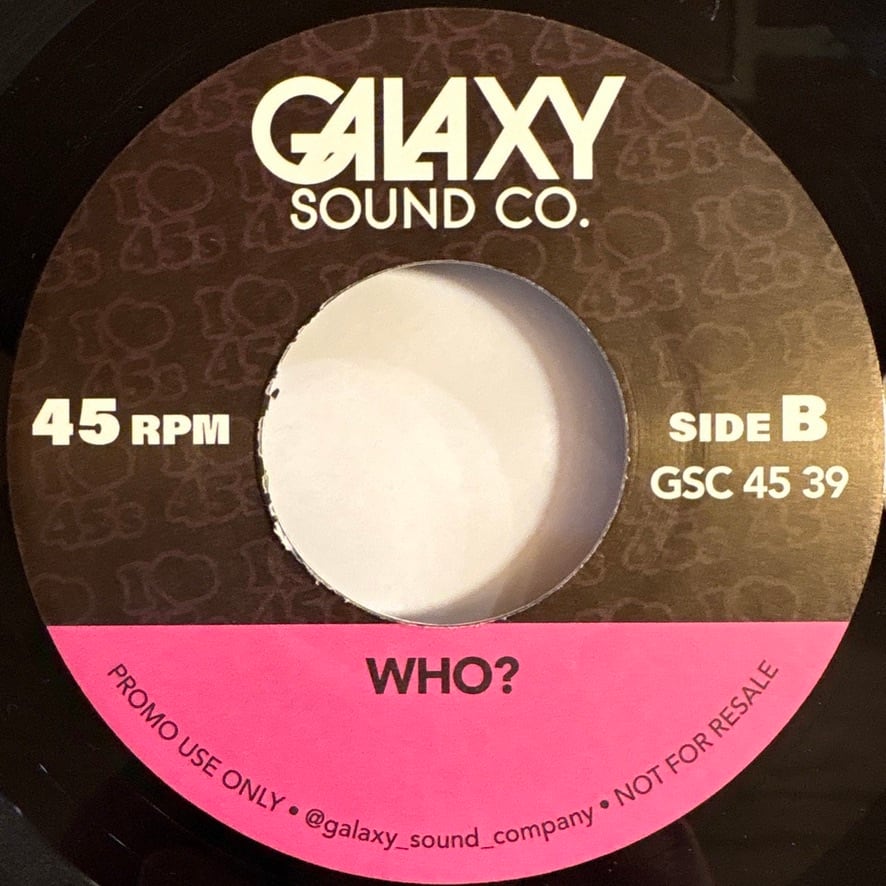 GALAXY
SOUND CO.
45 RPM
SIDE B
GSC 45 39
WHO?
PROMO USE ONLY • @galaxy_sound_company • NOT FOR RESALE